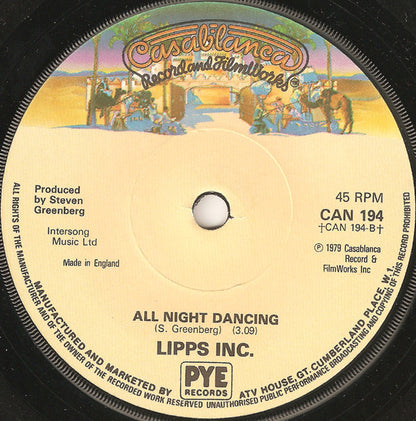 Casablanca
Record and FilmWorks®
Produced by
Steven
Greenberg
Intersong
Music Ltd
Made in England
45 RPM
CAN 194
†CAN 194-B†
℗ 1979 Casablanca
Record &
FilmWorks Inc
ALL NIGHT DANCING
(S. Greenberg) (3.09)
LIPPS INC.
PYE
RECORDS
MANUFACTURED AND MARKETED BY
ATV HOUSE, GT. CUMBERLAND PLACE, W.1.
ALL RIGHTS OF THE MANUFACTURER AND OF THE OWNER OF THE RECORDED WORK RESERVED UNAUTHORISED PUBLIC PERFORMANCE BROADCASTING AND COPYING OF THIS RECORD PROHIBITED